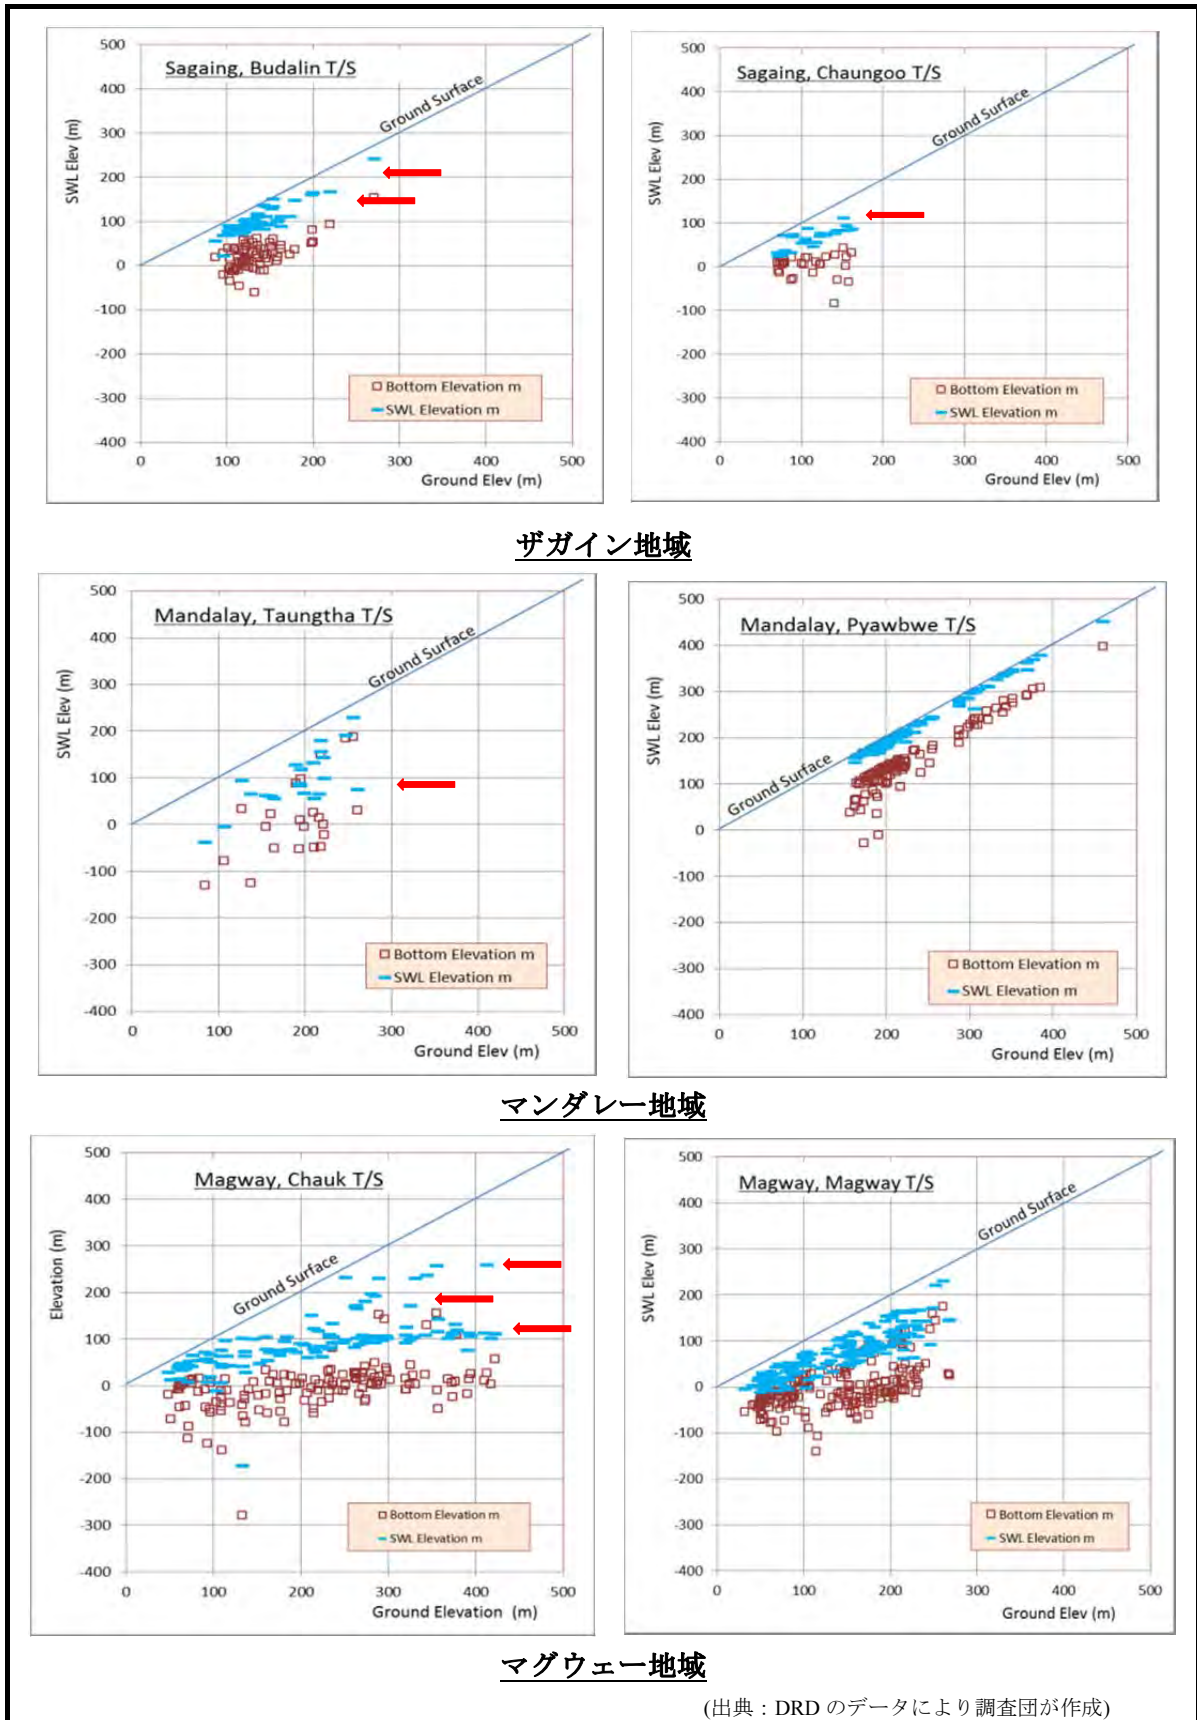 Sagaing, Budalin T/S
Ground Surface
SWL Elev (m)
500
400
300
200
100
0
-100
-200
-300
-400
0 100 200 300 400 500
Ground Elev (m)
Bottom Elevation m
SWL Elevation m
Sagaing, Chaungoo T/S
Ground Surface
SWL Elev (m)
500
400
300
200
100
0
-100
-200
-300
-400
0 100 200 300 400 500
Ground Elev (m)
Bottom Elevation m
SWL Elevation m
ザガイン地域
Mandalay, Taungtha T/S
Ground Surface
SWL Elev (m)
500
400
300
200
100
0
-100
-200
-300
-400
0 100 200 300 400 500
Ground Elev (m)
Bottom Elevation m
SWL Elevation m
Mandalay, Pyawbwe T/S
Ground Surface
SWL Elev (m)
500
400
300
200
100
0
-100
-200
-300
-400
0 100 200 300 400 500
Ground Elev (m)
Bottom Elevation m
SWL Elevation m
マンダレー地域
Magway, Chauk T/S
Ground Surface
Elevation (m)
500
400
300
200
100
0
-100
-200
-300
-400
0 100 200 300 400 500
Ground Elevation (m)
Bottom Elevation m
SWL Elevation m
Magway, Magway T/S
Ground Surface
SWL Elev (m)
500
400
300
200
100
0
-100
-200
-300
-400
0 100 200 300 400 500
Ground Elev (m)
Bottom Elevation m
SWL Elevation m
マグウェー地域
(出典：DRD のデータにより調査団が作成)